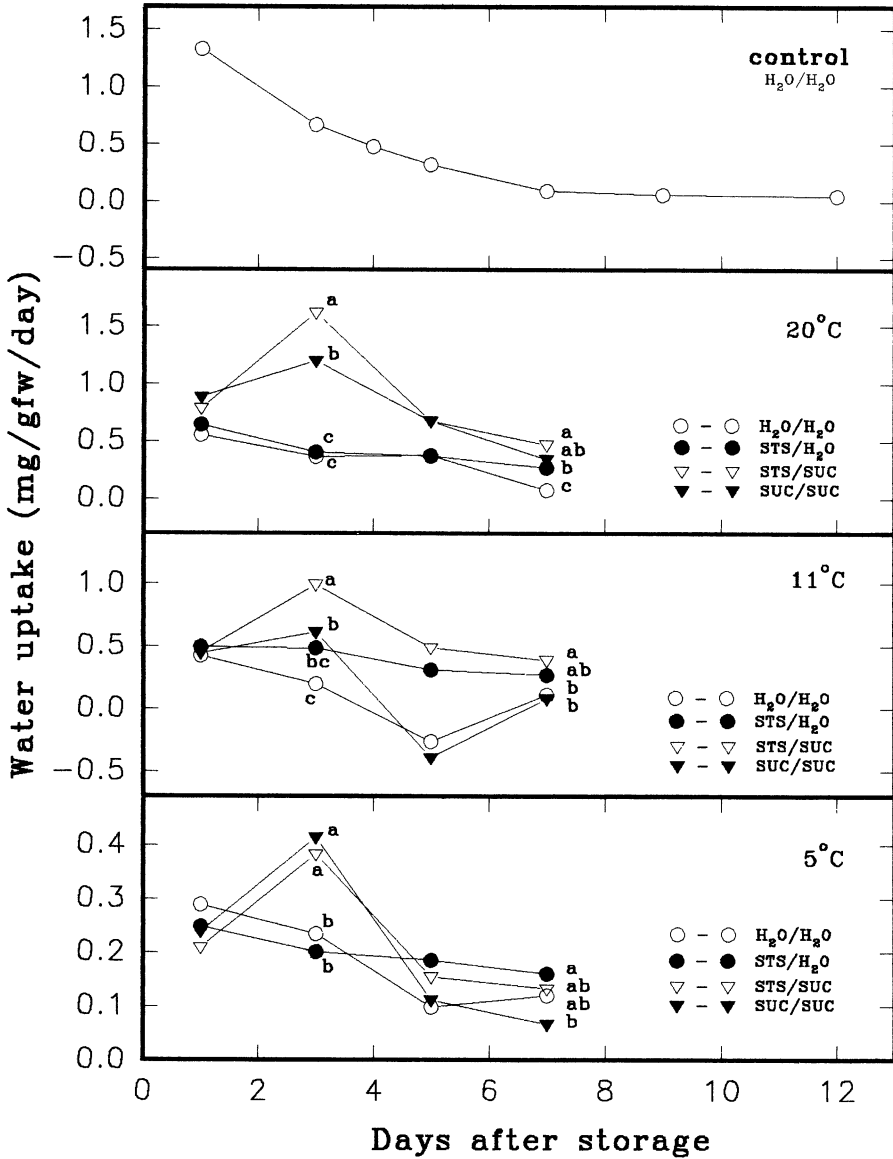 1.5
1.0
0.5
0.0
−0.5
control
H₂O/H₂O
Water uptake (mg/gfw/day)
1.5
1.0
0.5
0.0
20°C
a
b
c
c
a
ab
b
c
○ – ○ H₂O/H₂O
● – ● STS/H₂O
▽ – ▽ STS/SUC
▼ – ▼ SUC/SUC
1.0
0.5
0.0
−0.5
11°C
a
b
bc
c
a
ab
b
b
○ – ○ H₂O/H₂O
● – ● STS/H₂O
▽ – ▽ STS/SUC
▼ – ▼ SUC/SUC
0.4
0.3
0.2
0.1
0.0
5°C
a
a
b
b
a
ab
ab
b
○ – ○ H₂O/H₂O
● – ● STS/H₂O
▽ – ▽ STS/SUC
▼ – ▼ SUC/SUC
0 2 4 6 8 10 12
Days after storage